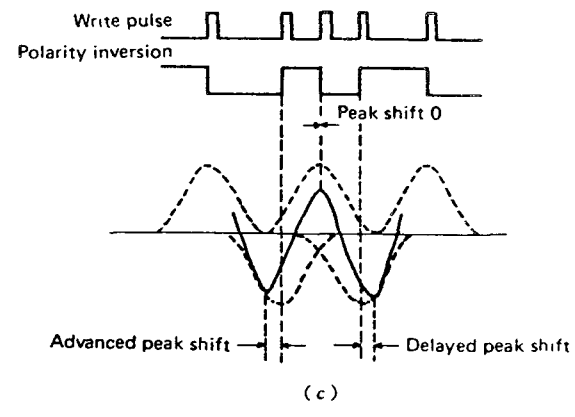 Write pulse
Polarity inversion
Peak shift 0
Advanced peak shift
Delayed peak shift
(c)